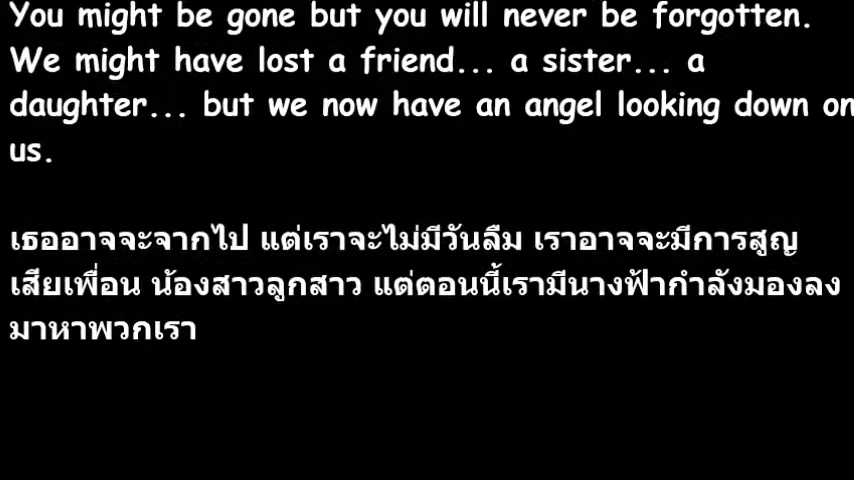 You might be gone but you will never be forgotten.
We might have lost a friend... a sister... a
daughter... but we now have an angel looking down on
us.
เธออาจจะจากไป แต่เราจะไม่มีวันลืม เราอาจจะมีการสูญ
เสียเพื่อน น้องสาวลูกสาว แต่ตอนนี้เรามีนางฟ้ากำลังมองลง
มาหาพวกเรา